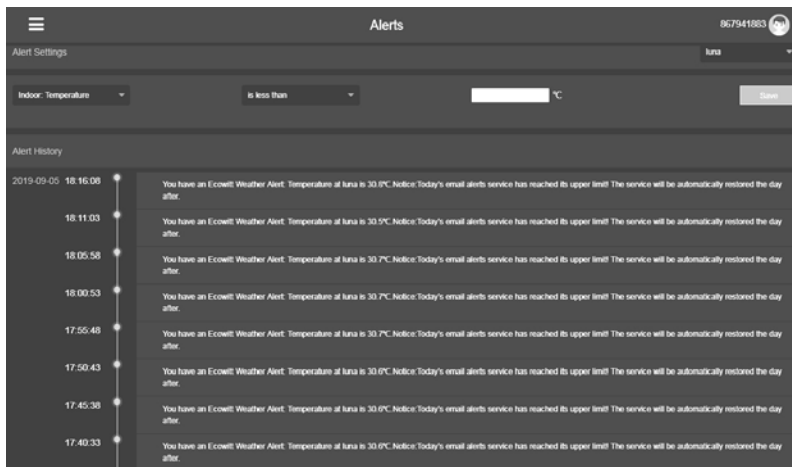 Alerts
867941883
Alert Settings
luna
Indoor: Temperature
is less than
℃
Save
Alert History
2019-09-05 18:16:08
You have an Ecowitt Weather Alert: Temperature at luna is 30.8℃.Notice:Today's email alerts service has reached its upper limit! The service will be automatically restored the day
after.
18:11:03
You have an Ecowitt Weather Alert: Temperature at luna is 30.5℃.Notice:Today's email alerts service has reached its upper limit! The service will be automatically restored the day
after.
18:05:58
You have an Ecowitt Weather Alert: Temperature at luna is 30.7℃.Notice:Today's email alerts service has reached its upper limit! The service will be automatically restored the day
after.
18:00:53
You have an Ecowitt Weather Alert: Temperature at luna is 30.7℃.Notice:Today's email alerts service has reached its upper limit! The service will be automatically restored the day
after.
17:55:48
You have an Ecowitt Weather Alert: Temperature at luna is 30.7℃.Notice:Today's email alerts service has reached its upper limit! The service will be automatically restored the day
after.
17:50:43
You have an Ecowitt Weather Alert: Temperature at luna is 30.6℃.Notice:Today's email alerts service has reached its upper limit! The service will be automatically restored the day
after.
17:45:38
You have an Ecowitt Weather Alert: Temperature at luna is 30.6℃.Notice:Today's email alerts service has reached its upper limit! The service will be automatically restored the day
after.
17:40:33
You have an Ecowitt Weather Alert: Temperature at luna is 30.6℃.Notice:Today's email alerts service has reached its upper limit! The service will be automatically restored the day
after.